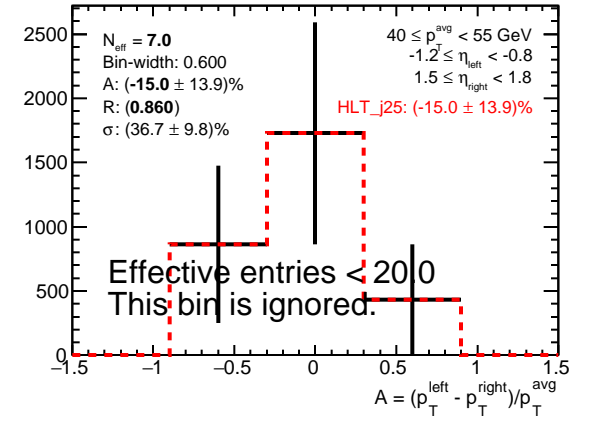 N_eff = 7.0
Bin-width: 0.600
A: (-15.0 ± 13.9)%
R: (0.860)
σ: (36.7 ± 9.8)%
40 ≤ p_T^avg < 55 GeV
-1.2 ≤ η_left < -0.8
1.5 ≤ η_right < 1.8
HLT_j25: (-15.0 ± 13.9)%
2500
2000
1500
1000
500
0
Effective entries < 20.0
This bin is ignored.
−1.5 −1 −0.5 0 0.5 1 1.5
A = (p_T^left - p_T^right)/p_T^avg